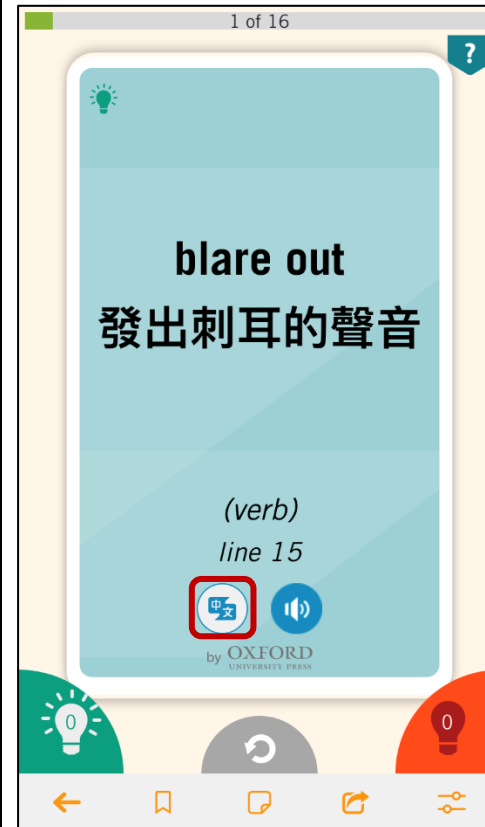 1 of 16
?
blare out
發出刺耳的聲音
(verb)
line 15
中文
by OXFORD
UNIVERSITY PRESS
0
0